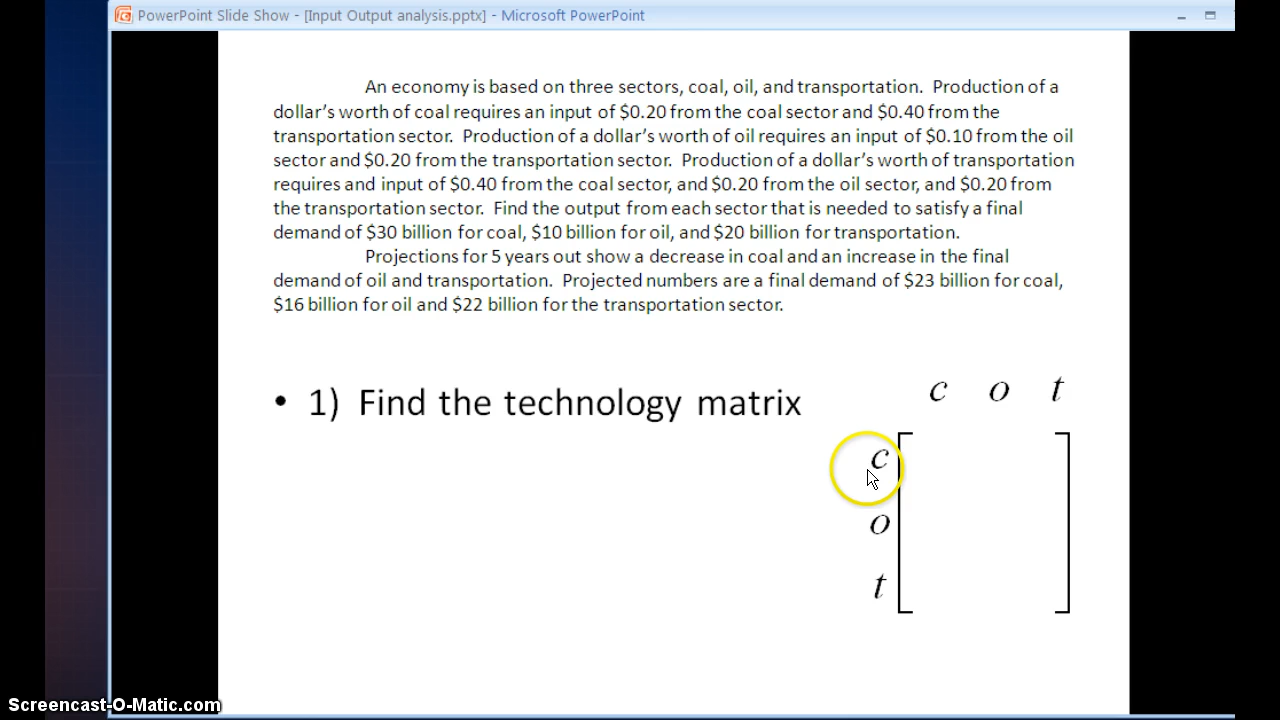 PowerPoint Slide Show - [Input Output analysis.pptx] - Microsoft PowerPoint
An economy is based on three sectors, coal, oil, and transportation. Production of a
dollar’s worth of coal requires an input of $0.20 from the coal sector and $0.40 from the
transportation sector. Production of a dollar’s worth of oil requires an input of $0.10 from the oil
sector and $0.20 from the transportation sector. Production of a dollar’s worth of transportation
requires and input of $0.40 from the coal sector, and $0.20 from the oil sector, and $0.20 from
the transportation sector. Find the output from each sector that is needed to satisfy a final
demand of $30 billion for coal, $10 billion for oil, and $20 billion for transportation.
Projections for 5 years out show a decrease in coal and an increase in the final
demand of oil and transportation. Projected numbers are a final demand of $23 billion for coal,
$16 billion for oil and $22 billion for the transportation sector.
• 1) Find the technology matrix
c o t
c
o
t
Screencast-O-Matic.com